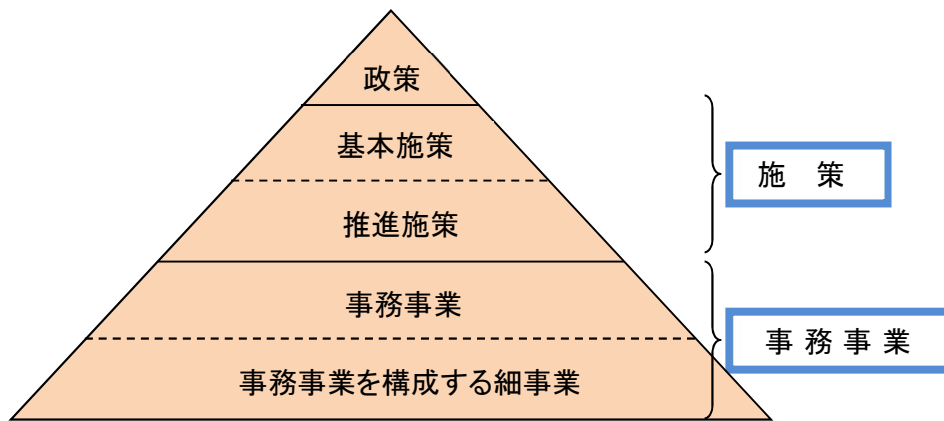 政策
基本施策
施 策
推進施策
事務事業
事 務 事 業
事務事業を構成する細事業